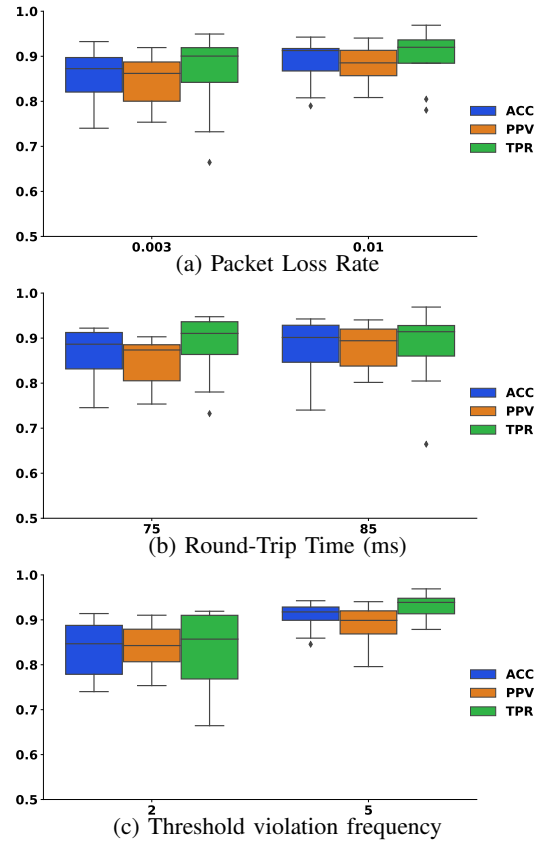 1.0
0.9
0.8
0.7
0.6
0.5
ACC
PPV
TPR
0.003 0.01
(a) Packet Loss Rate
1.0
0.9
0.8
0.7
0.6
0.5
ACC
PPV
TPR
75 85
(b) Round-Trip Time (ms)
1.0
0.9
0.8
0.7
0.6
0.5
ACC
PPV
TPR
2 5
(c) Threshold violation frequency